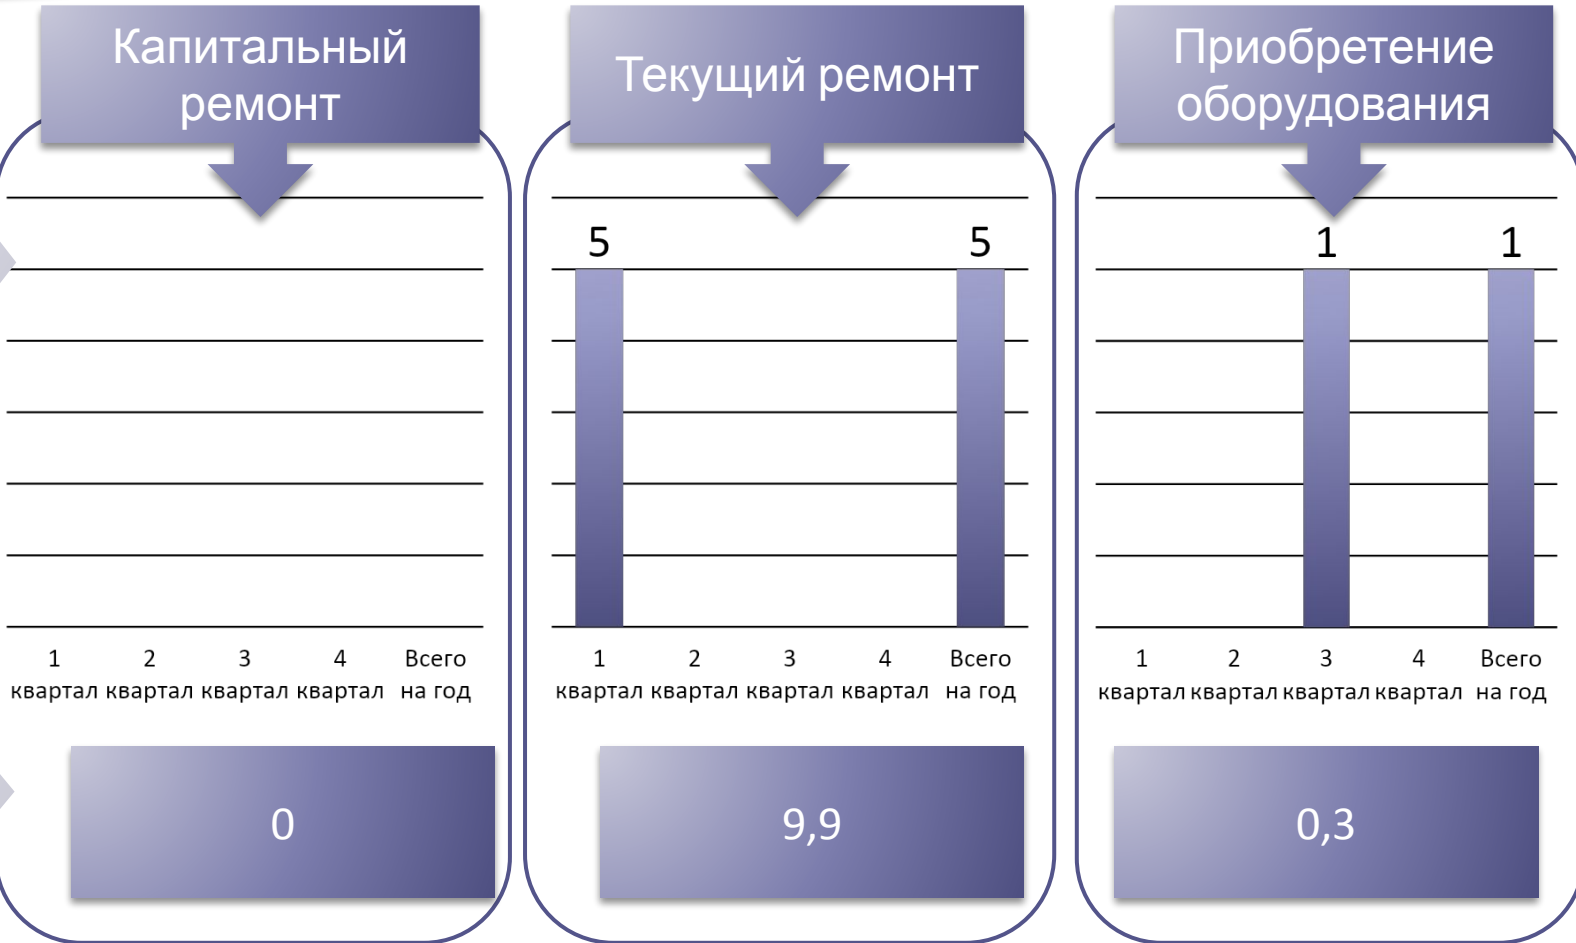 Капитальный
ремонт
1 2 3 4 Всего
квартал квартал квартал квартал на год
0
Текущий ремонт
5 5
1 2 3 4 Всего
квартал квартал квартал квартал на год
9,9
Приобретение
оборудования
1 1
1 2 3 4 Всего
квартал квартал квартал квартал на год
0,3